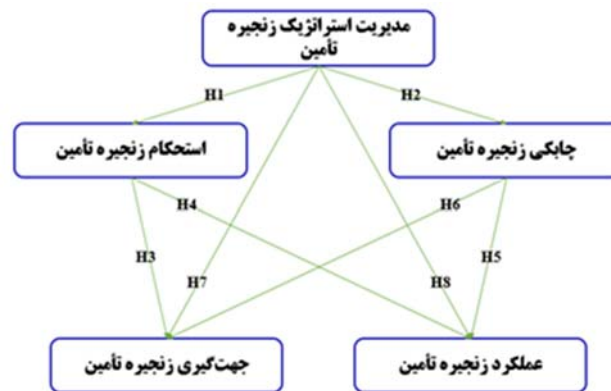 مدیریت استراتژیک زنجیره
تأمین
H1
H2
استحکام زنجیره تأمین
چابکی زنجیره تأمین
H4
H6
H3
H5
H7
H8
جهت‌گیری زنجیره تأمین
عملکرد زنجیره تأمین